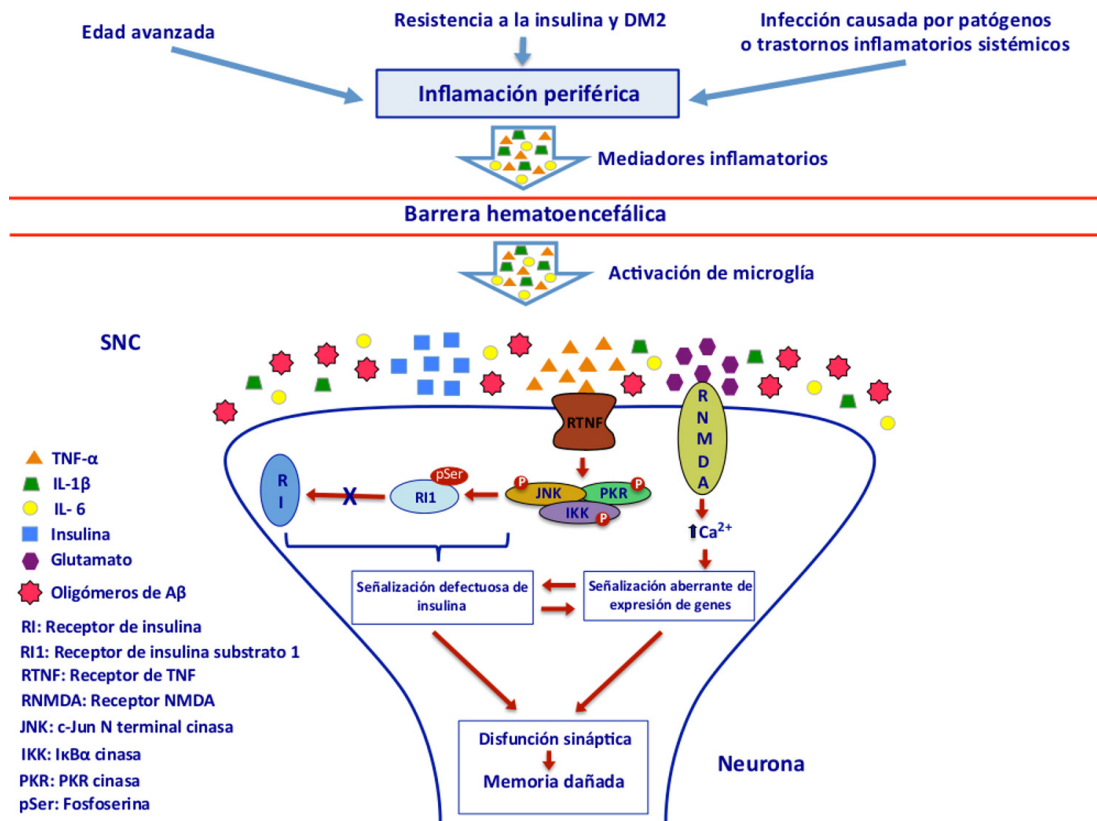 Edad avanzada
Resistencia a la insulina y DM2
Infección causada por patógenos
o trastornos inflamatorios sistémicos
Inflamación periférica
Mediadores inflamatorios
Barrera hematoencefálica
Activación de microglía
SNC
RTNF
R
N
M
D
A
R
I
pSer
RI1
P
JNK
PKR
P
IKK
P
X
Ca²⁺
Señalización defectuosa de
insulina
Señalización aberrante de
expresión de genes
Disfunción sináptica
Memoria dañada
Neurona
TNF-α
IL-1β
IL- 6
Insulina
Glutamato
Oligómeros de Aβ
RI: Receptor de insulina
RI1: Receptor de insulina substrato 1
RTNF: Receptor de TNF
RNMDA: Receptor NMDA
JNK: c-Jun N terminal cinasa
IKK: IκBα cinasa
PKR: PKR cinasa
pSer: Fosfoserina